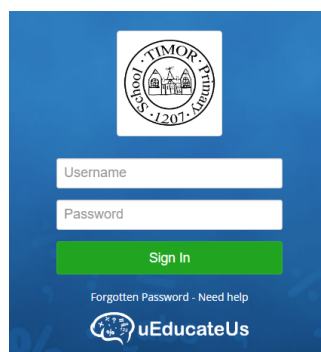 School · TIMOR · Primary
· 1207 ·
Username
Password
Sign In
Forgotten Password - Need help
uEducateUs